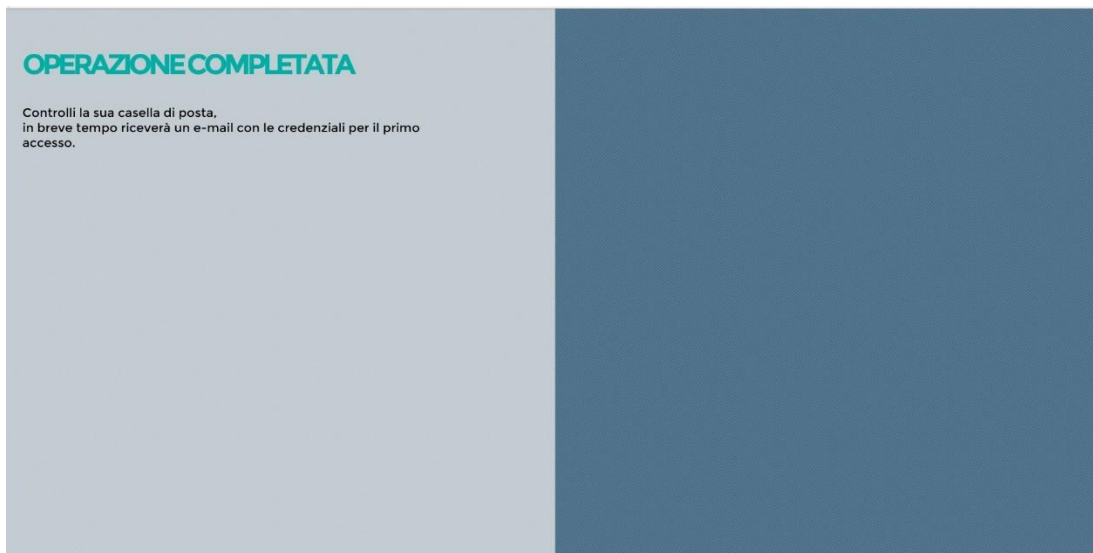 OPERAZIONE COMPLETATA
Controlli la sua casella di posta,
in breve tempo riceverà un e-mail con le credenziali per il primo
accesso.